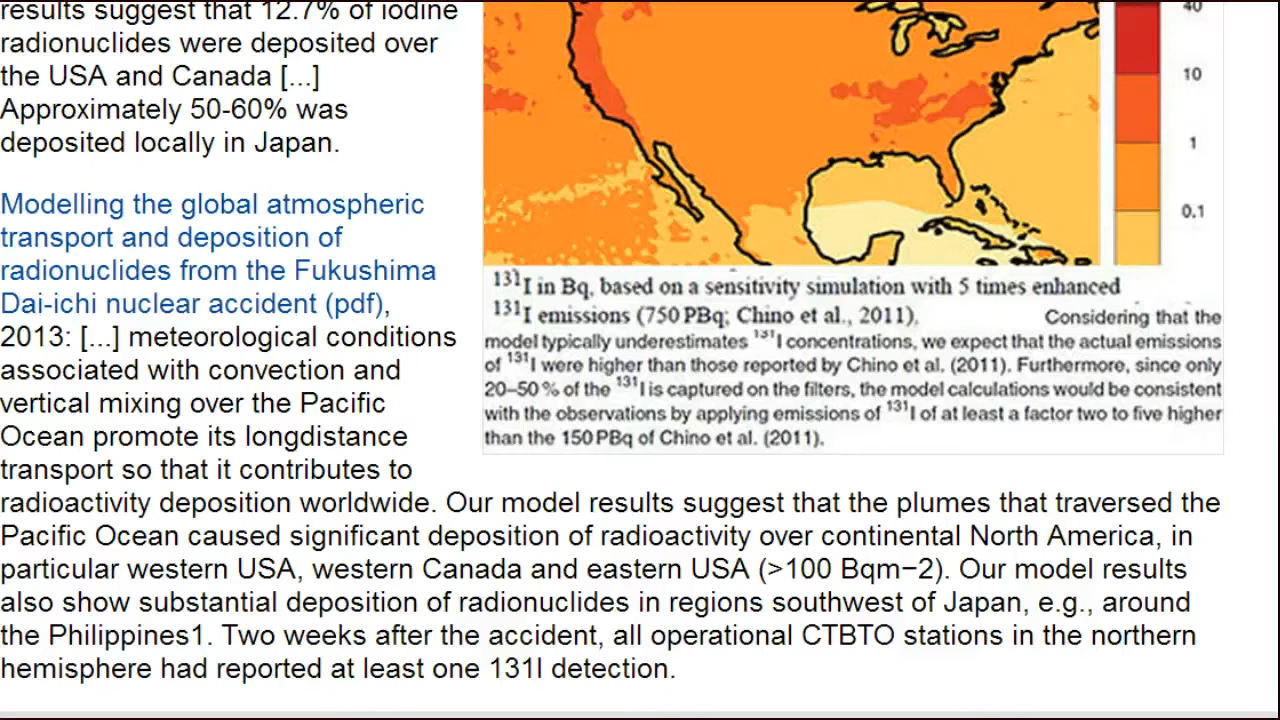 results suggest that 12.7% of iodine
radionuclides were deposited over
the USA and Canada [...]
Approximately 50-60% was
deposited locally in Japan.
Modelling the global atmospheric
transport and deposition of
radionuclides from the Fukushima
Dai-ichi nuclear accident (pdf),
2013: [...] meteorological conditions
associated with convection and
vertical mixing over the Pacific
Ocean promote its longdistance
transport so that it contributes to
radioactivity deposition worldwide. Our model results suggest that the plumes that traversed the
Pacific Ocean caused significant deposition of radioactivity over continental North America, in
particular western USA, western Canada and eastern USA (>100 Bqm−2). Our model results
also show substantial deposition of radionuclides in regions southwest of Japan, e.g., around
the Philippines1. Two weeks after the accident, all operational CTBTO stations in the northern
hemisphere had reported at least one 131I detection.
40
10
1
0.1
131I in Bq, based on a sensitivity simulation with 5 times enhanced
131I emissions (750 PBq; Chino et al., 2011).
Considering that the
model typically underestimates 131I concentrations, we expect that the actual emissions
of 131I were higher than those reported by Chino et al. (2011). Furthermore, since only
20–50 % of the 131I is captured on the filters, the model calculations would be consistent
with the observations by applying emissions of 131I of at least a factor two to five higher
than the 150 PBq of Chino et al. (2011).